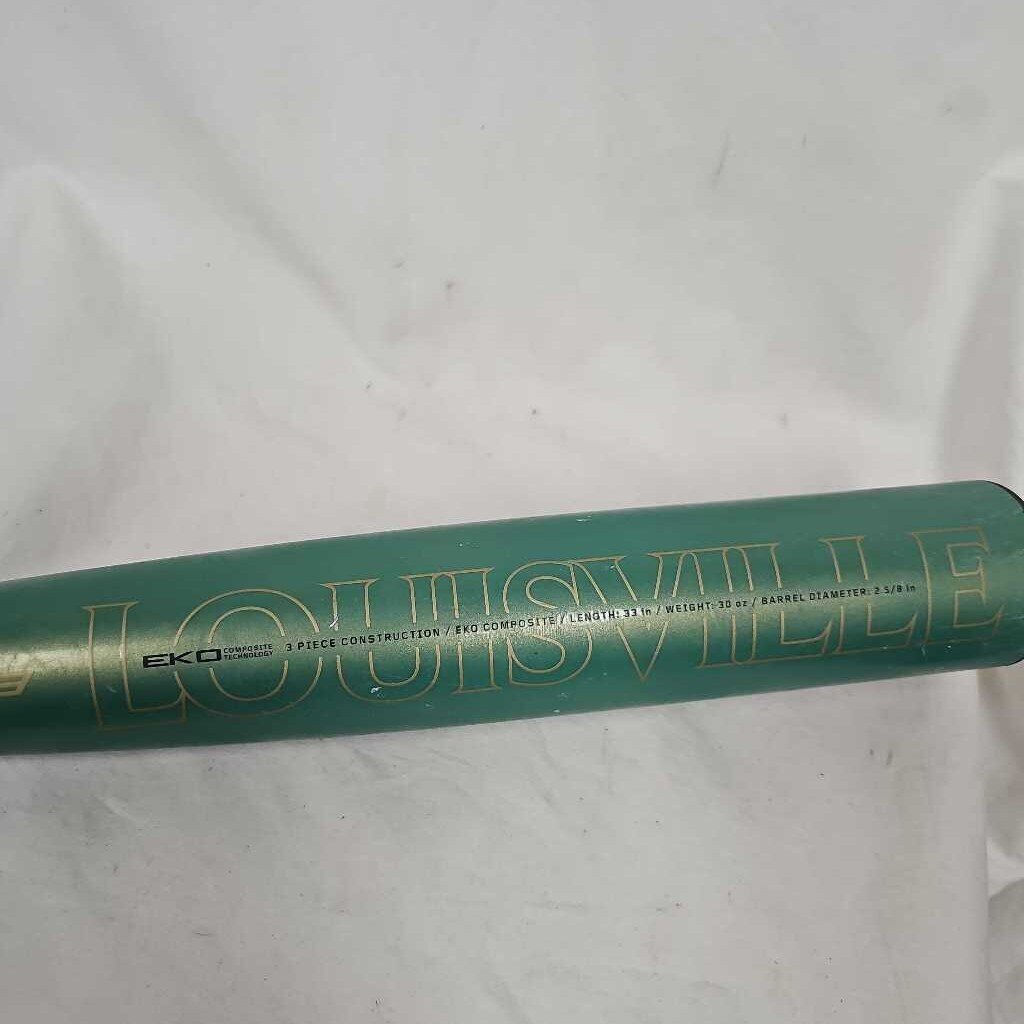 LOUISVILLE
EKO COMPOSITE
TECHNOLOGY
3 PIECE CONSTRUCTION / EKO COMPOSITE / LENGTH: 33 in / WEIGHT: 30 oz / BARREL DIAMETER: 2 5/8 in